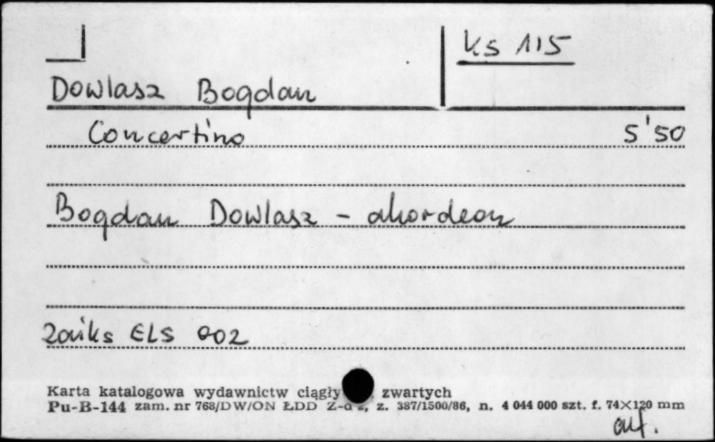 Ks 115
Dowlasz Bogdan
Concertino 5'50
Bogdan Dowlasz - akordeon
Zaiks ELS 002
Karta katalogowa wydawnictw ciągły zwartych
Pu-B-144 zam. nr 768/DW/ON ŁDD z. 387/1500/86, n. 4 044 000 szt. f. 74×120 mm